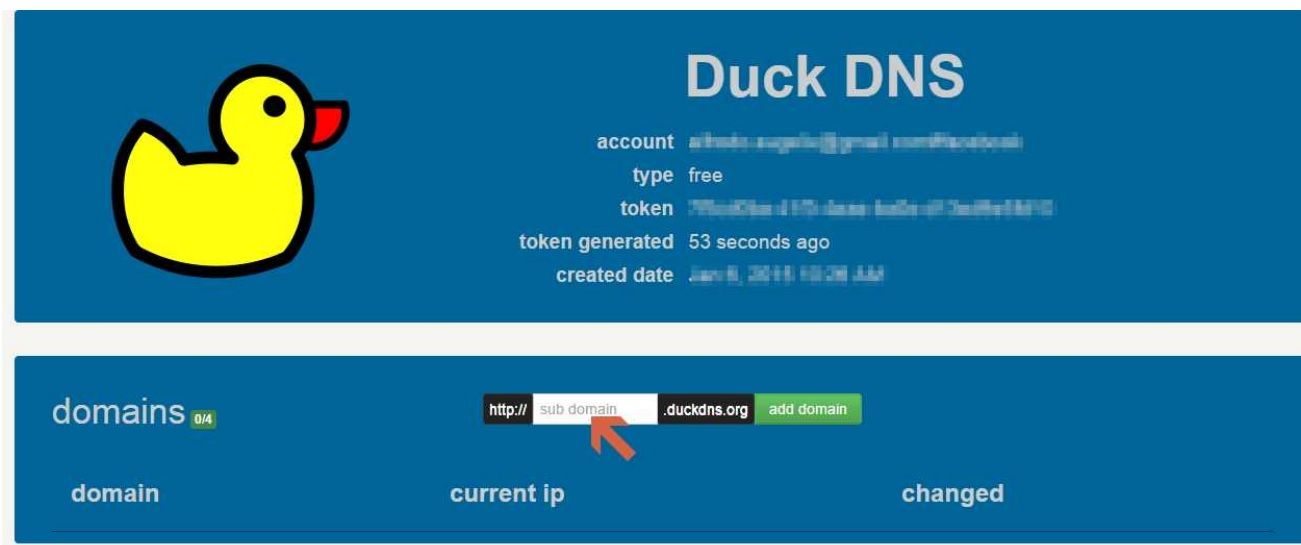 Duck DNS
account
type free
token
token generated 53 seconds ago
created date
domains 0/4
http:// sub domain .duckdns.org add domain
domain current ip changed